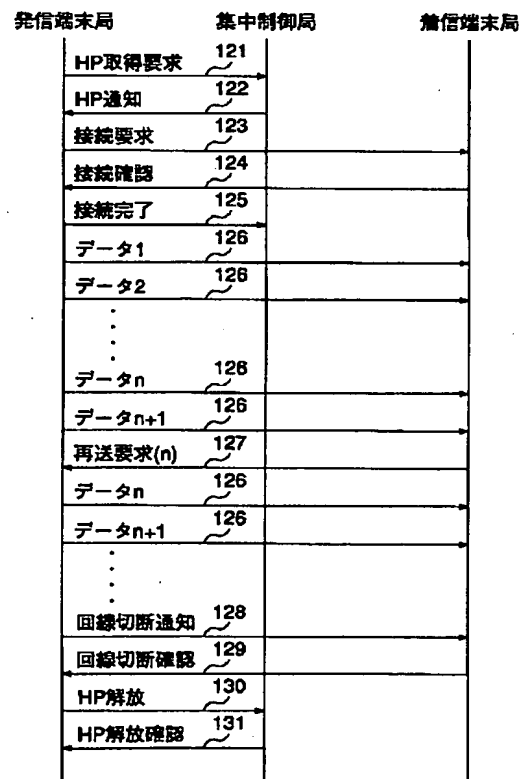 発信端末局 集中制御局 着信端末局
HP取得要求 121
HP通知 122
接続要求 123
接続確認 124
接続完了 125
データ1 126
データ2 126
データn 126
データn+1 126
再送要求(n) 127
データn 126
データn+1 126
回線切断通知 128
回線切断確認 129
HP解放 130
HP解放確認 131